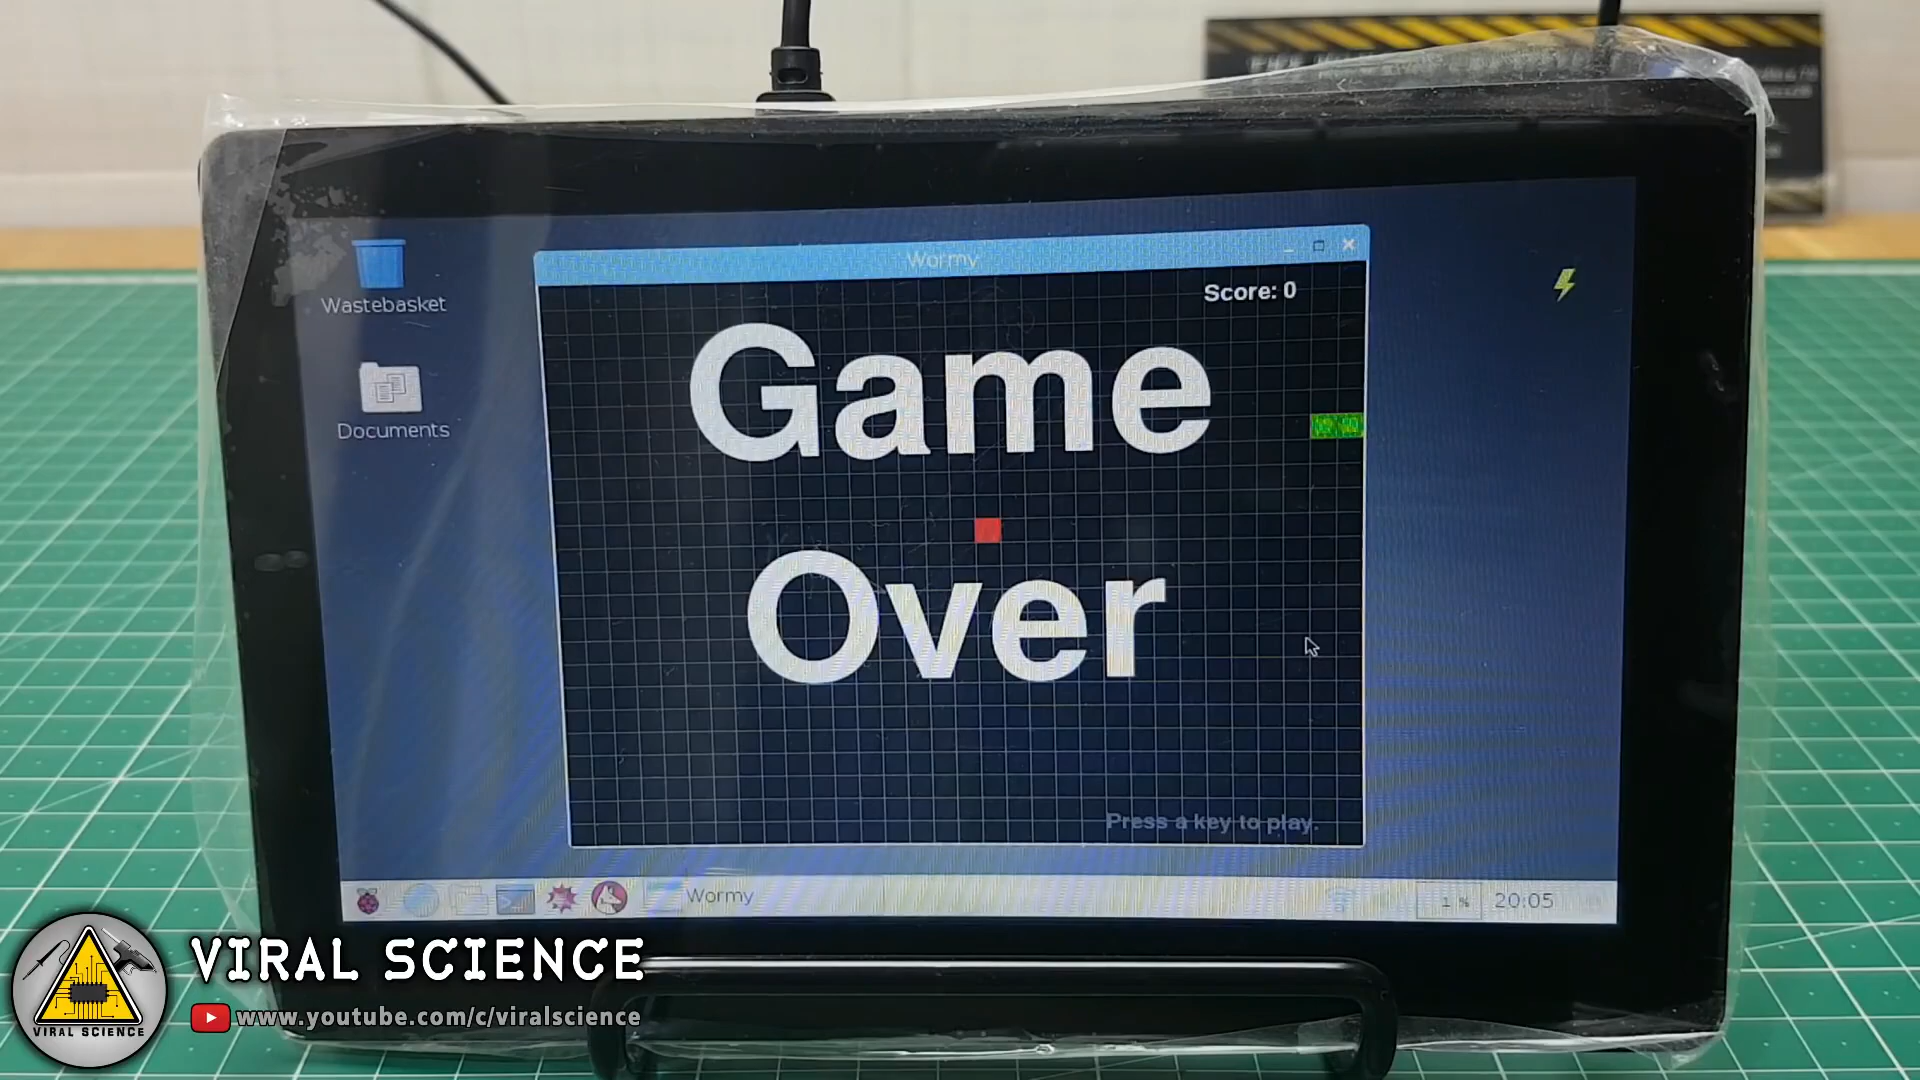 Wormy
Score: 0
Wastebasket
Documents
Game
Over
Press a key to play.
Wormy
1 %
20:05
VIRAL SCIENCE
www.youtube.com/c/viralscience
VIRAL SCIENCE